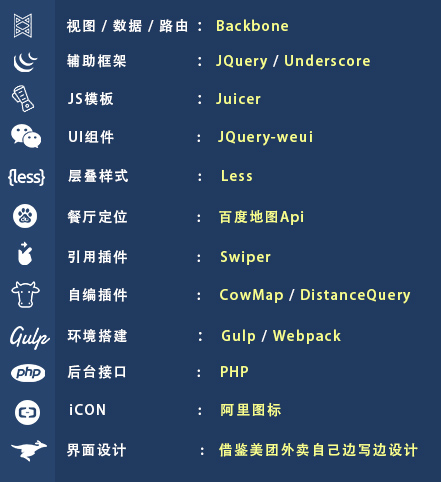 视图 / 数据 / 路由 : Backbone
辅助框架 : JQuery / Underscore
JS模板 : Juicer
UI组件 : JQuery-weui
{less} 层叠样式 : Less
餐厅定位 : 百度地图Api
引用插件 : Swiper
自编插件 : CowMap / DistanceQuery
Gulp 环境搭建 : Gulp / Webpack
php 后台接口 : PHP
iCON : 阿里图标
界面设计 : 借鉴美团外卖自己边写边设计